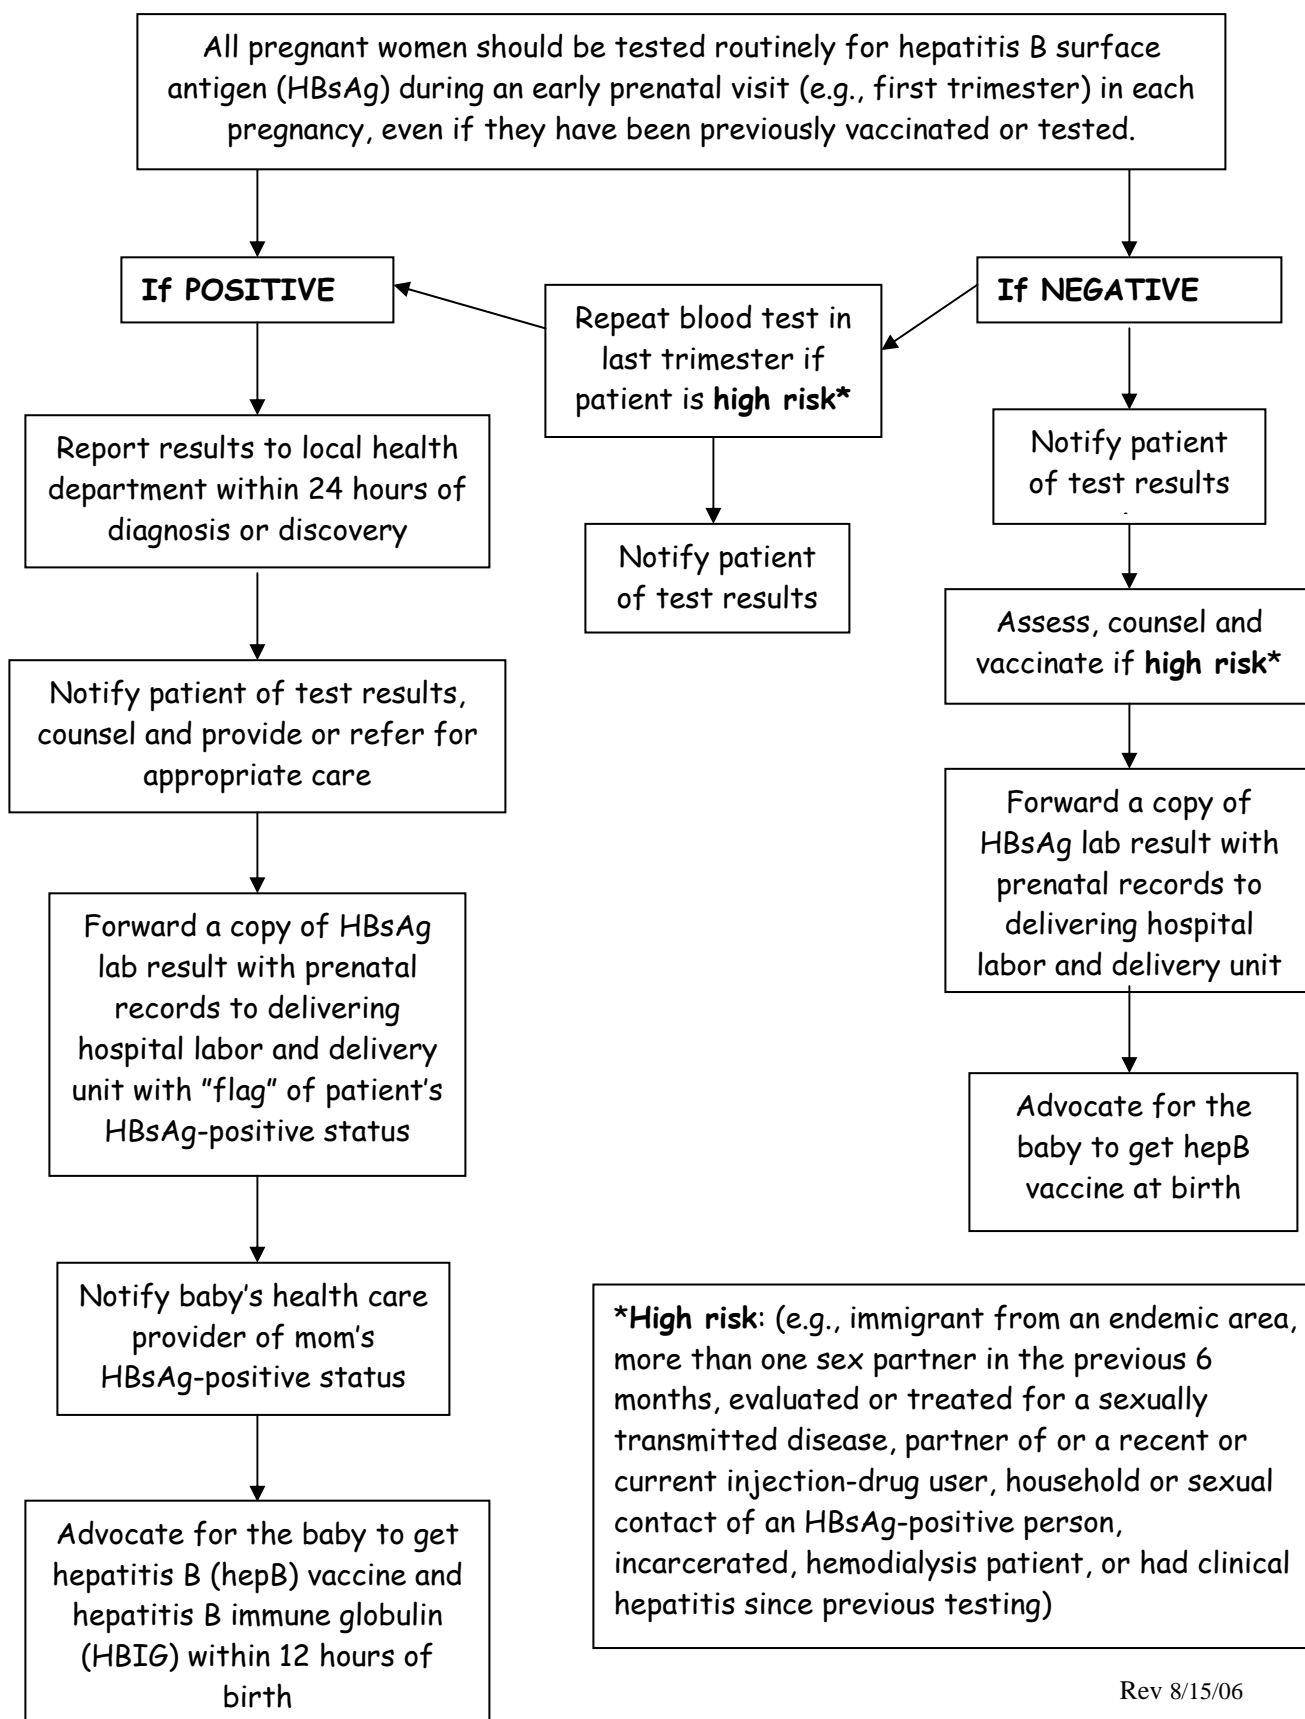 All pregnant women should be tested routinely for hepatitis B surface
antigen (HBsAg) during an early prenatal visit (e.g., first trimester) in each
pregnancy, even if they have been previously vaccinated or tested.
If POSITIVE
Report results to local health
department within 24 hours of
diagnosis or discovery
Notify patient of test results,
counsel and provide or refer for
appropriate care
Forward a copy of HBsAg
lab result with prenatal
records to delivering
hospital labor and delivery
unit with "flag" of patient's
HBsAg-positive status
Notify baby's health care
provider of mom's
HBsAg-positive status
Advocate for the baby to get
hepatitis B (hepB) vaccine and
hepatitis B immune globulin
(HBIG) within 12 hours of
birth
Repeat blood test in
last trimester if
patient is high risk*
Notify patient
of test results
If NEGATIVE
Notify patient
of test results
.
Assess, counsel and
vaccinate if high risk*
Forward a copy of
HBsAg lab result with
prenatal records to
delivering hospital
labor and delivery unit
Advocate for the
baby to get hepB
vaccine at birth
*High risk: (e.g., immigrant from an endemic area,
more than one sex partner in the previous 6
months, evaluated or treated for a sexually
transmitted disease, partner of or a recent or
current injection-drug user, household or sexual
contact of an HBsAg-positive person,
incarcerated, hemodialysis patient, or had clinical
hepatitis since previous testing)
Rev 8/15/06